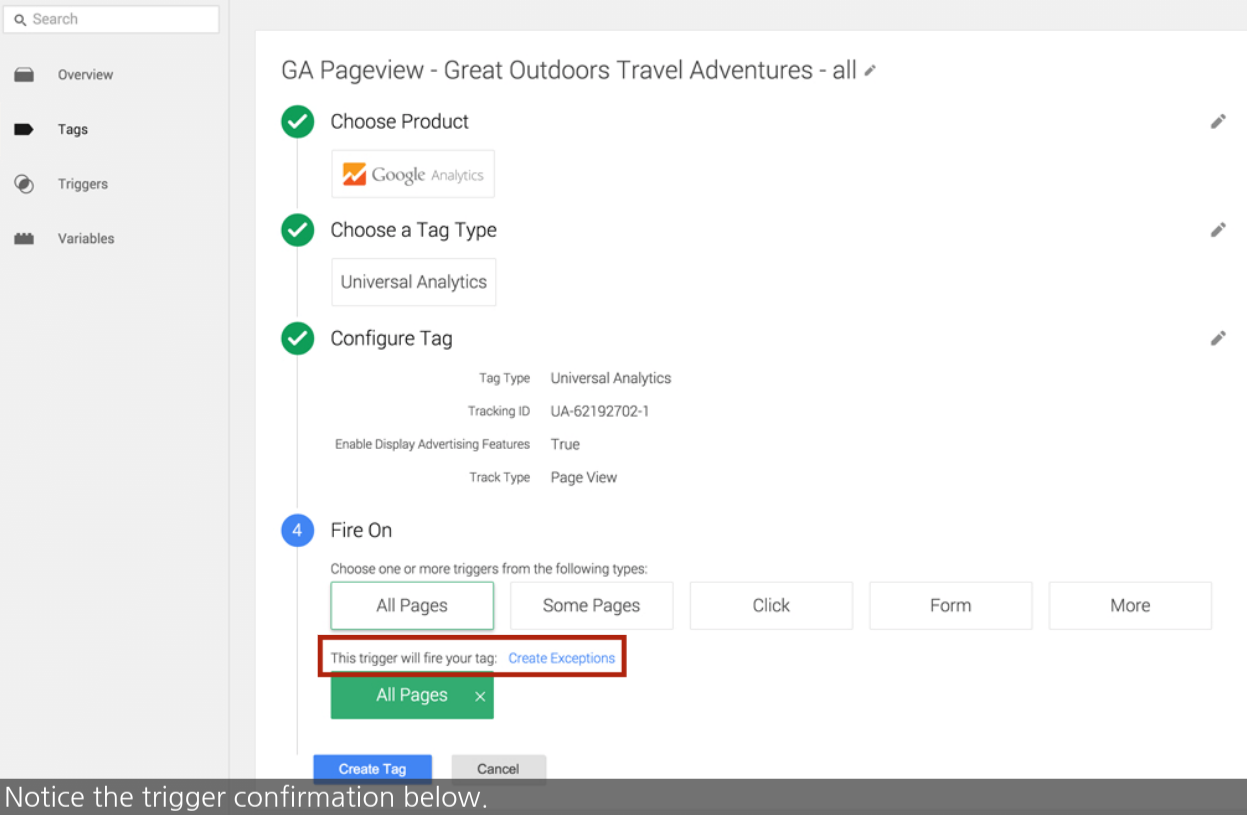 Search
Overview
Tags
Triggers
Variables
GA Pageview - Great Outdoors Travel Adventures - all
Choose Product
Google Analytics
Choose a Tag Type
Universal Analytics
Configure Tag
Tag Type Universal Analytics
Tracking ID UA-62192702-1
Enable Display Advertising Features True
Track Type Page View
4 Fire On
Choose one or more triggers from the following types:
All Pages Some Pages Click Form More
This trigger will fire your tag: Create Exceptions
All Pages ×
Create Tag Cancel
Notice the trigger confirmation below.